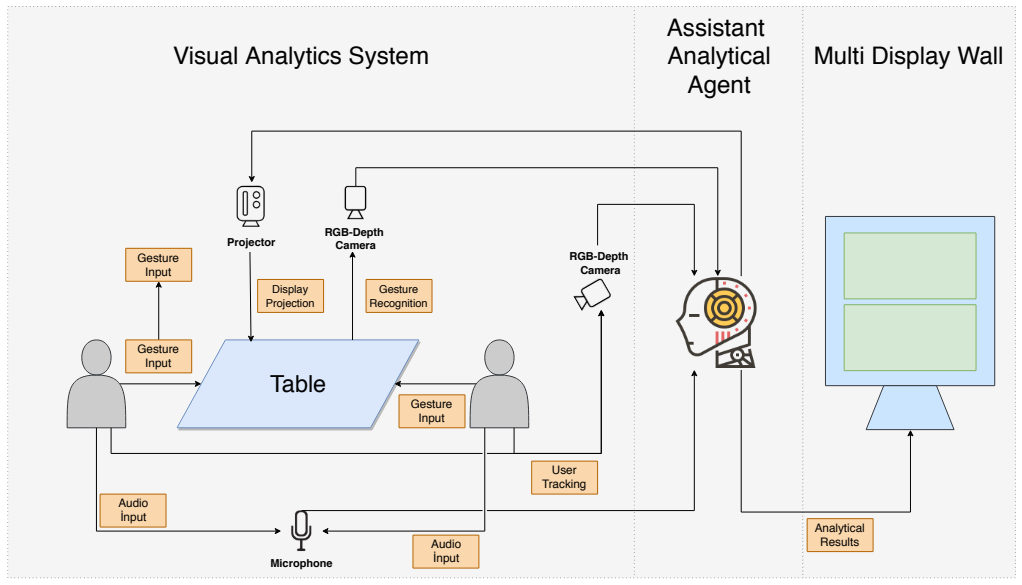 Visual Analytics System
Assistant
Analytical
Agent
Multi Display Wall
Projector
RGB-Depth
Camera
RGB-Depth
Camera
Gesture
Input
Display
Projection
Gesture
Recognition
Gesture
Input
Table
Gesture
Input
User
Tracking
Audio
İnput
Microphone
Audio
İnput
Analytical
Results